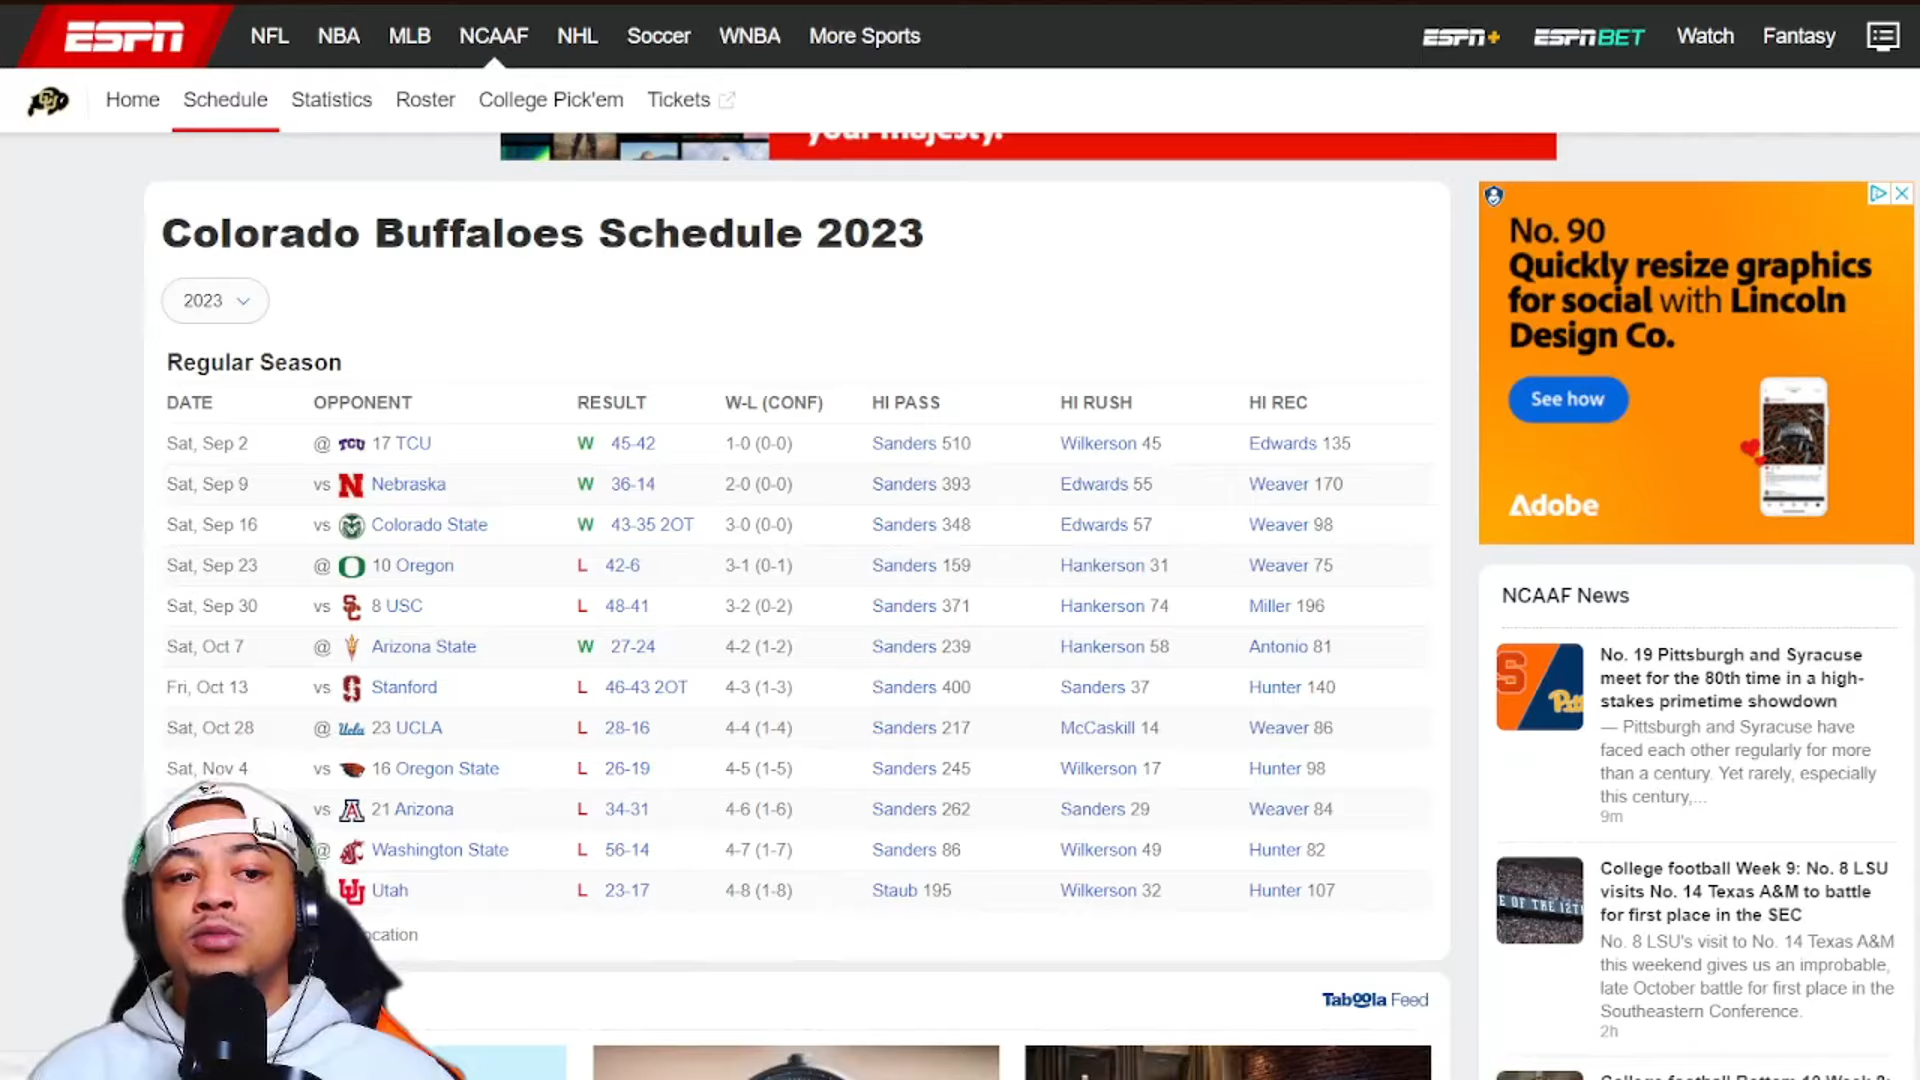 ESPN NFL NBA MLB NCAAF NHL Soccer WNBA More Sports ESPN+ ESPN BET Watch Fantasy
CU Home Schedule Statistics Roster College Pick'em Tickets
your majesty.
Colorado Buffaloes Schedule 2023
2023
Regular Season
DATE OPPONENT RESULT W-L (CONF) HI PASS HI RUSH HI REC
Sat, Sep 2 @ TCU 17 TCU W 45-42 1-0 (0-0) Sanders 510 Wilkerson 45 Edwards 135
Sat, Sep 9 vs N Nebraska W 36-14 2-0 (0-0) Sanders 393 Edwards 55 Weaver 170
Sat, Sep 16 vs Colorado State W 43-35 2OT 3-0 (0-0) Sanders 348 Edwards 57 Weaver 98
Sat, Sep 23 @ O 10 Oregon L 42-6 3-1 (0-1) Sanders 159 Hankerson 31 Weaver 75
Sat, Sep 30 vs SC 8 USC L 48-41 3-2 (0-2) Sanders 371 Hankerson 74 Miller 196
Sat, Oct 7 @ Arizona State W 27-24 4-2 (1-2) Sanders 239 Hankerson 58 Antonio 81
Fri, Oct 13 vs S Stanford L 46-43 2OT 4-3 (1-3) Sanders 400 Sanders 37 Hunter 140
Sat, Oct 28 @ Ucla 23 UCLA L 28-16 4-4 (1-4) Sanders 217 McCaskill 14 Weaver 86
Sat, Nov 4 vs 16 Oregon State L 26-19 4-5 (1-5) Sanders 245 Wilkerson 17 Hunter 98
vs A 21 Arizona L 34-31 4-6 (1-6) Sanders 262 Sanders 29 Weaver 84
@ Washington State L 56-14 4-7 (1-7) Sanders 86 Wilkerson 49 Hunter 82
UU Utah L 23-17 4-8 (1-8) Staub 195 Wilkerson 32 Hunter 107
ocation
Taboola Feed
No. 90
Quickly resize graphics
for social with Lincoln
Design Co.
See how
Adobe
NCAAF News
S Pitt
No. 19 Pittsburgh and Syracuse
meet for the 80th time in a high-
stakes primetime showdown
— Pittsburgh and Syracuse have
faced each other regularly for more
than a century. Yet rarely, especially
this century,...
9m
E OF THE 12T
College football Week 9: No. 8 LSU
visits No. 14 Texas A&M to battle
for first place in the SEC
No. 8 LSU's visit to No. 14 Texas A&M
this weekend gives us an improbable,
late October battle for first place in the
Southeastern Conference.
2h